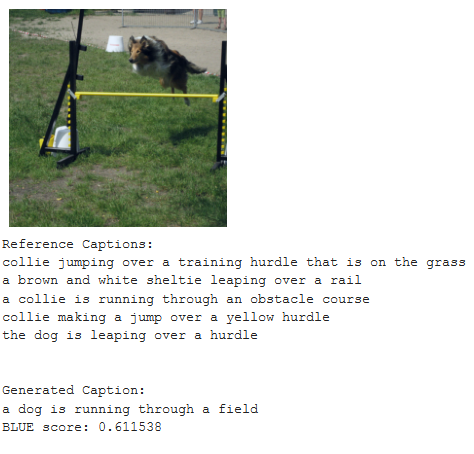 Reference Captions:
collie jumping over a training hurdle that is on the grass
a brown and white sheltie leaping over a rail
a collie is running through an obstacle course
collie making a jump over a yellow hurdle
the dog is leaping over a hurdle
Generated Caption:
a dog is running through a field
BLUE score: 0.611538